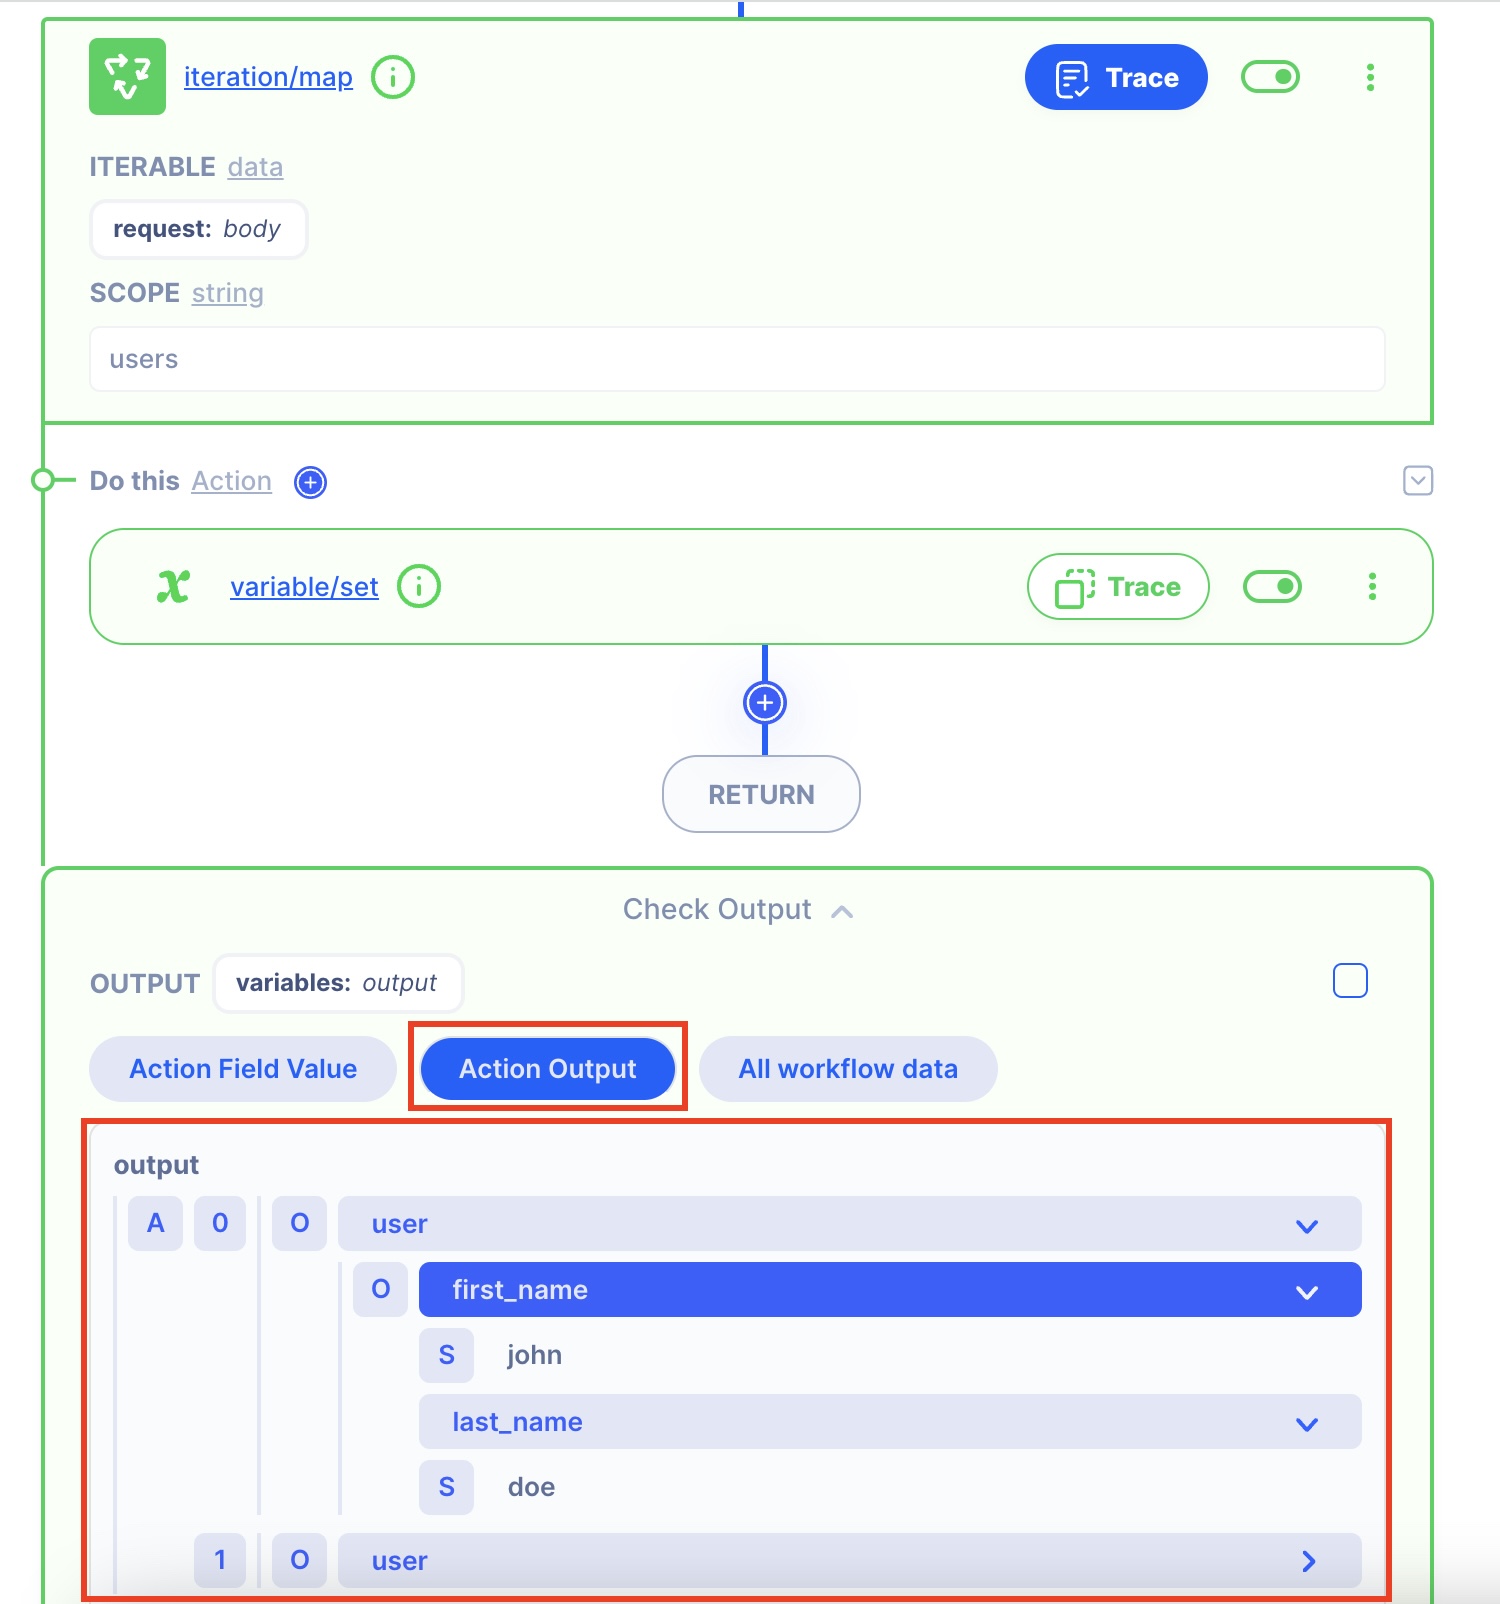 iteration/map
Trace
ITERABLE data
request: body
SCOPE string
users
Do this Action
x variable/set
Trace
RETURN
Check Output
OUTPUT variables: output
Action Field Value Action Output All workflow data
output
A 0 O user
O first_name
S john
last_name
S doe
1 O user